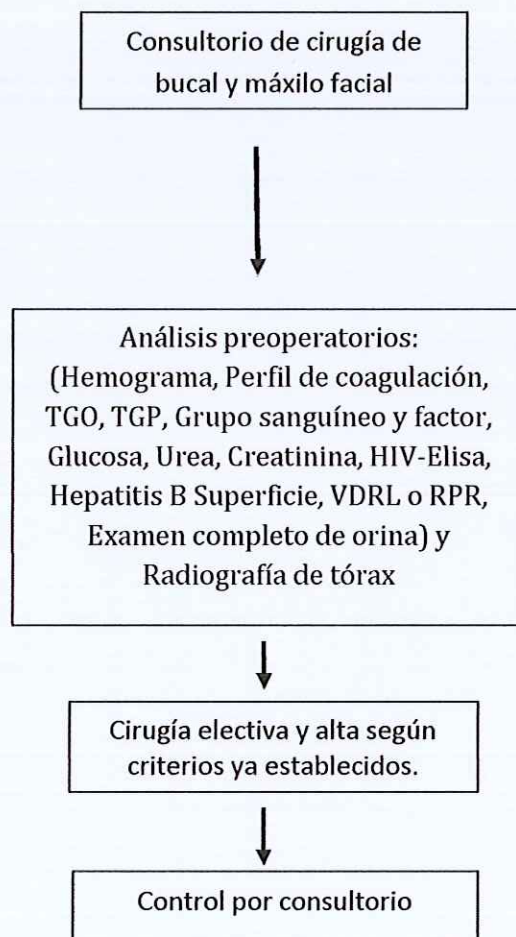 Consultorio de cirugía de
bucal y máxilo facial
Análisis preoperatorios:
(Hemograma, Perfil de coagulación,
TGO, TGP, Grupo sanguíneo y factor,
Glucosa, Urea, Creatinina, HIV-Elisa,
Hepatitis B Superficie, VDRL o RPR,
Examen completo de orina) y
Radiografía de tórax
Cirugía electiva y alta según
criterios ya establecidos.
Control por consultorio